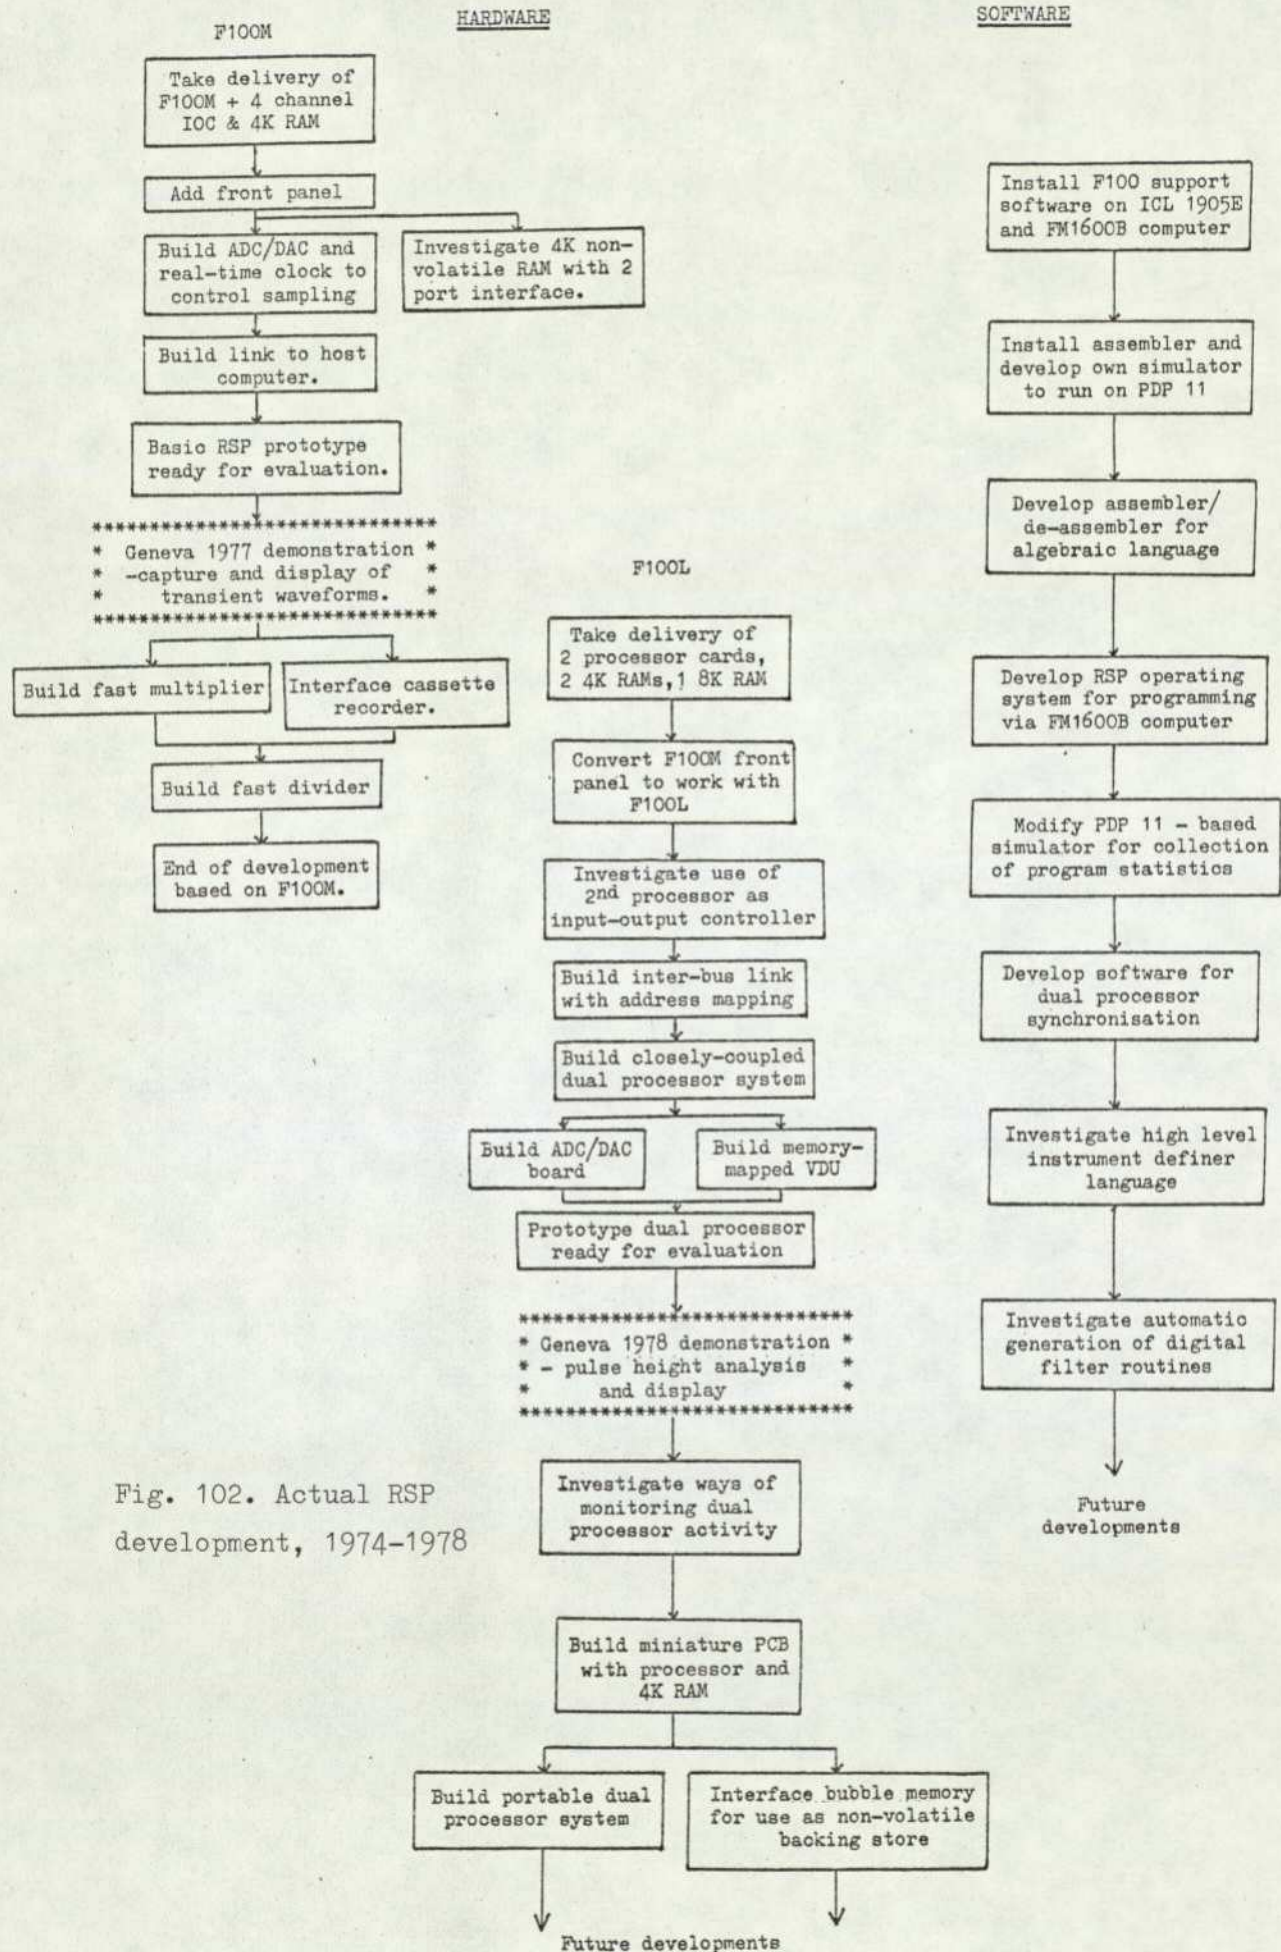 HARDWARE
SOFTWARE
F100M
Take delivery of
F100M + 4 channel
IOC & 4K RAM
Add front panel
Build ADC/DAC and
real-time clock to
control sampling
Investigate 4K non-
volatile RAM with 2
port interface.
Build link to host
computer.
Basic RSP prototype
ready for evaluation.
******************************
* Geneva 1977 demonstration *
* -capture and display of *
* transient waveforms. *
******************************
Build fast multiplier
Interface cassette
recorder.
Build fast divider
End of development
based on F100M.
F100L
Take delivery of
2 processor cards,
2 4K RAMs,1 8K RAM
Convert F100M front
panel to work with
F100L
Investigate use of
2nd processor as
input-output controller
Build inter-bus link
with address mapping
Build closely-coupled
dual processor system
Build ADC/DAC
board
Build memory-
mapped VDU
Prototype dual processor
ready for evaluation
*****************************
* Geneva 1978 demonstration *
* - pulse height analysis *
* and display *
*****************************
Investigate ways of
monitoring dual
processor activity
Build miniature PCB
with processor and
4K RAM
Build portable dual
processor system
Interface bubble memory
for use as non-volatile
backing store
Future developments
Install F100 support
software on ICL 1905E
and FM1600B computer
Install assembler and
develop own simulator
to run on PDP 11
Develop assembler/
de-assembler for
algebraic language
Develop RSP operating
system for programming
via FM1600B computer
Modify PDP 11 - based
simulator for collection
of program statistics
Develop software for
dual processor
synchronisation
Investigate high level
instrument definer
language
Investigate automatic
generation of digital
filter routines
Future
developments
Fig. 102. Actual RSP
development, 1974-1978